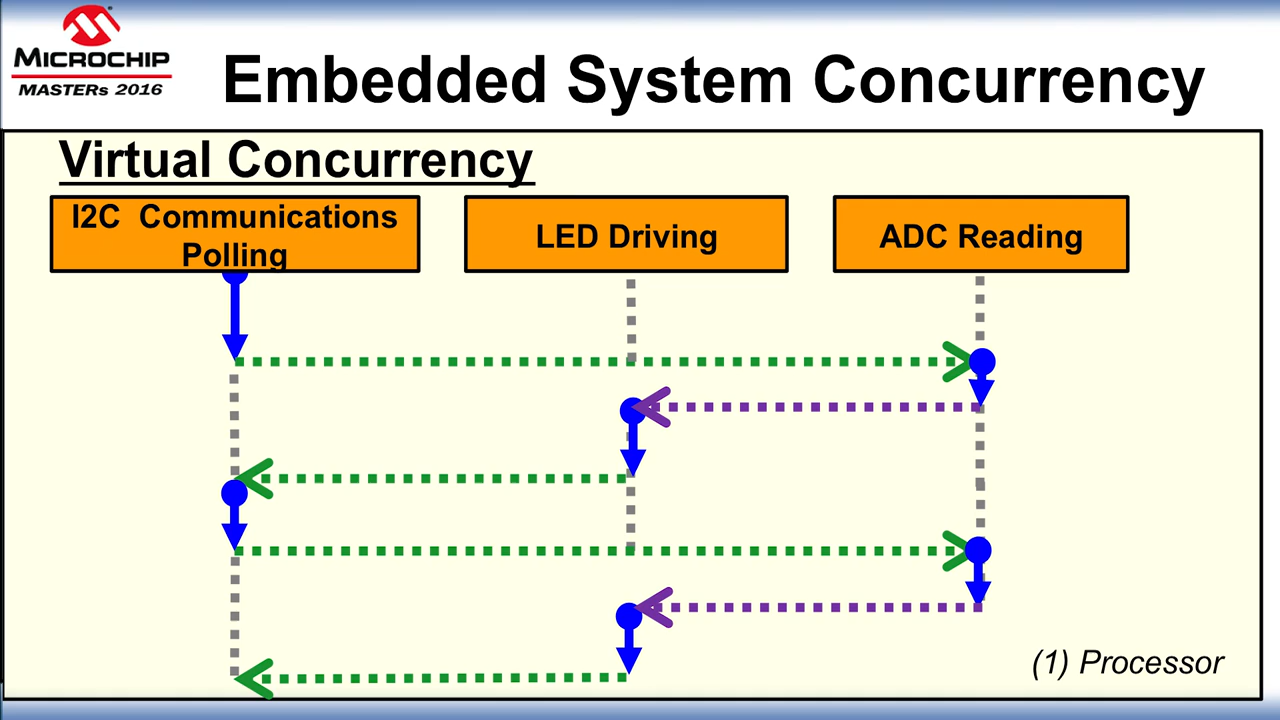 MICROCHIP
MASTERs 2016
Embedded System Concurrency
Virtual Concurrency
I2C Communications
Polling
LED Driving
ADC Reading
(1) Processor